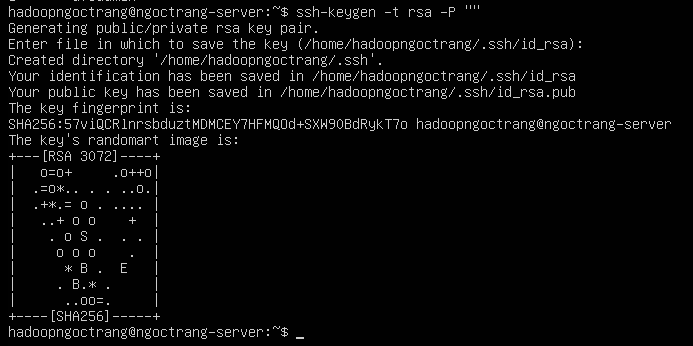 hadoopngoctrang@ngoctrang-server:~$ ssh-keygen -t rsa -P ""
Generating public/private rsa key pair.
Enter file in which to save the key (/home/hadoopngoctrang/.ssh/id_rsa):
Created directory '/home/hadoopngoctrang/.ssh'.
Your identification has been saved in /home/hadoopngoctrang/.ssh/id_rsa
Your public key has been saved in /home/hadoopngoctrang/.ssh/id_rsa.pub
The key fingerprint is:
SHA256:57viQCRlnrsbduztMDMCEY7HFMQOd+SXW9OBdRykT7o hadoopngoctrang@ngoctrang-server
The key's randomart image is:
+---[RSA 3072]----+
|   o=o+     .o++o|
|  .=o*.. . . ..o.|
|  .+*.= o . .... |
|   ..+ o o    +  |
|    . o S .  . . |
|     o o o    .  |
|      * B .  E   |
|     . B.* .     |
|      ..oo=.     |
+----[SHA256]-----+
hadoopngoctrang@ngoctrang-server:~$ _